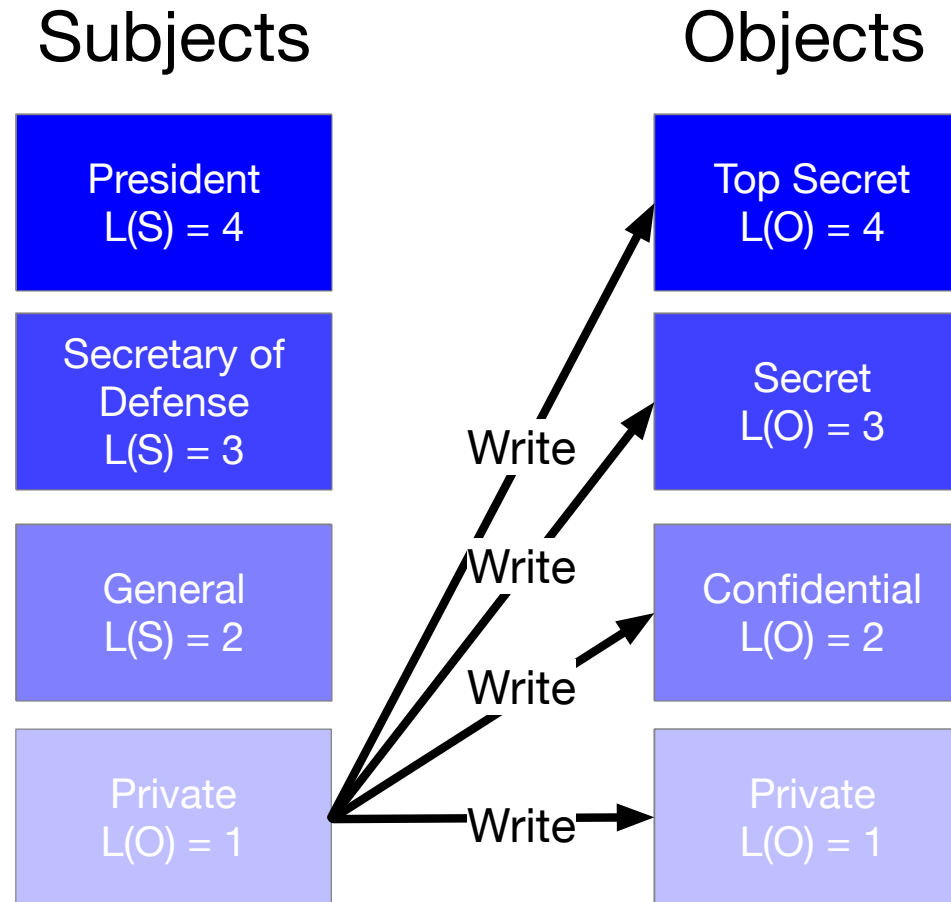 Subjects
Objects
President
L(S) = 4
Top Secret
L(O) = 4
Secretary of
Defense
L(S) = 3
Secret
L(O) = 3
Write
Write
General
L(S) = 2
Confidential
L(O) = 2
Write
Private
L(O) = 1
Write
Private
L(O) = 1